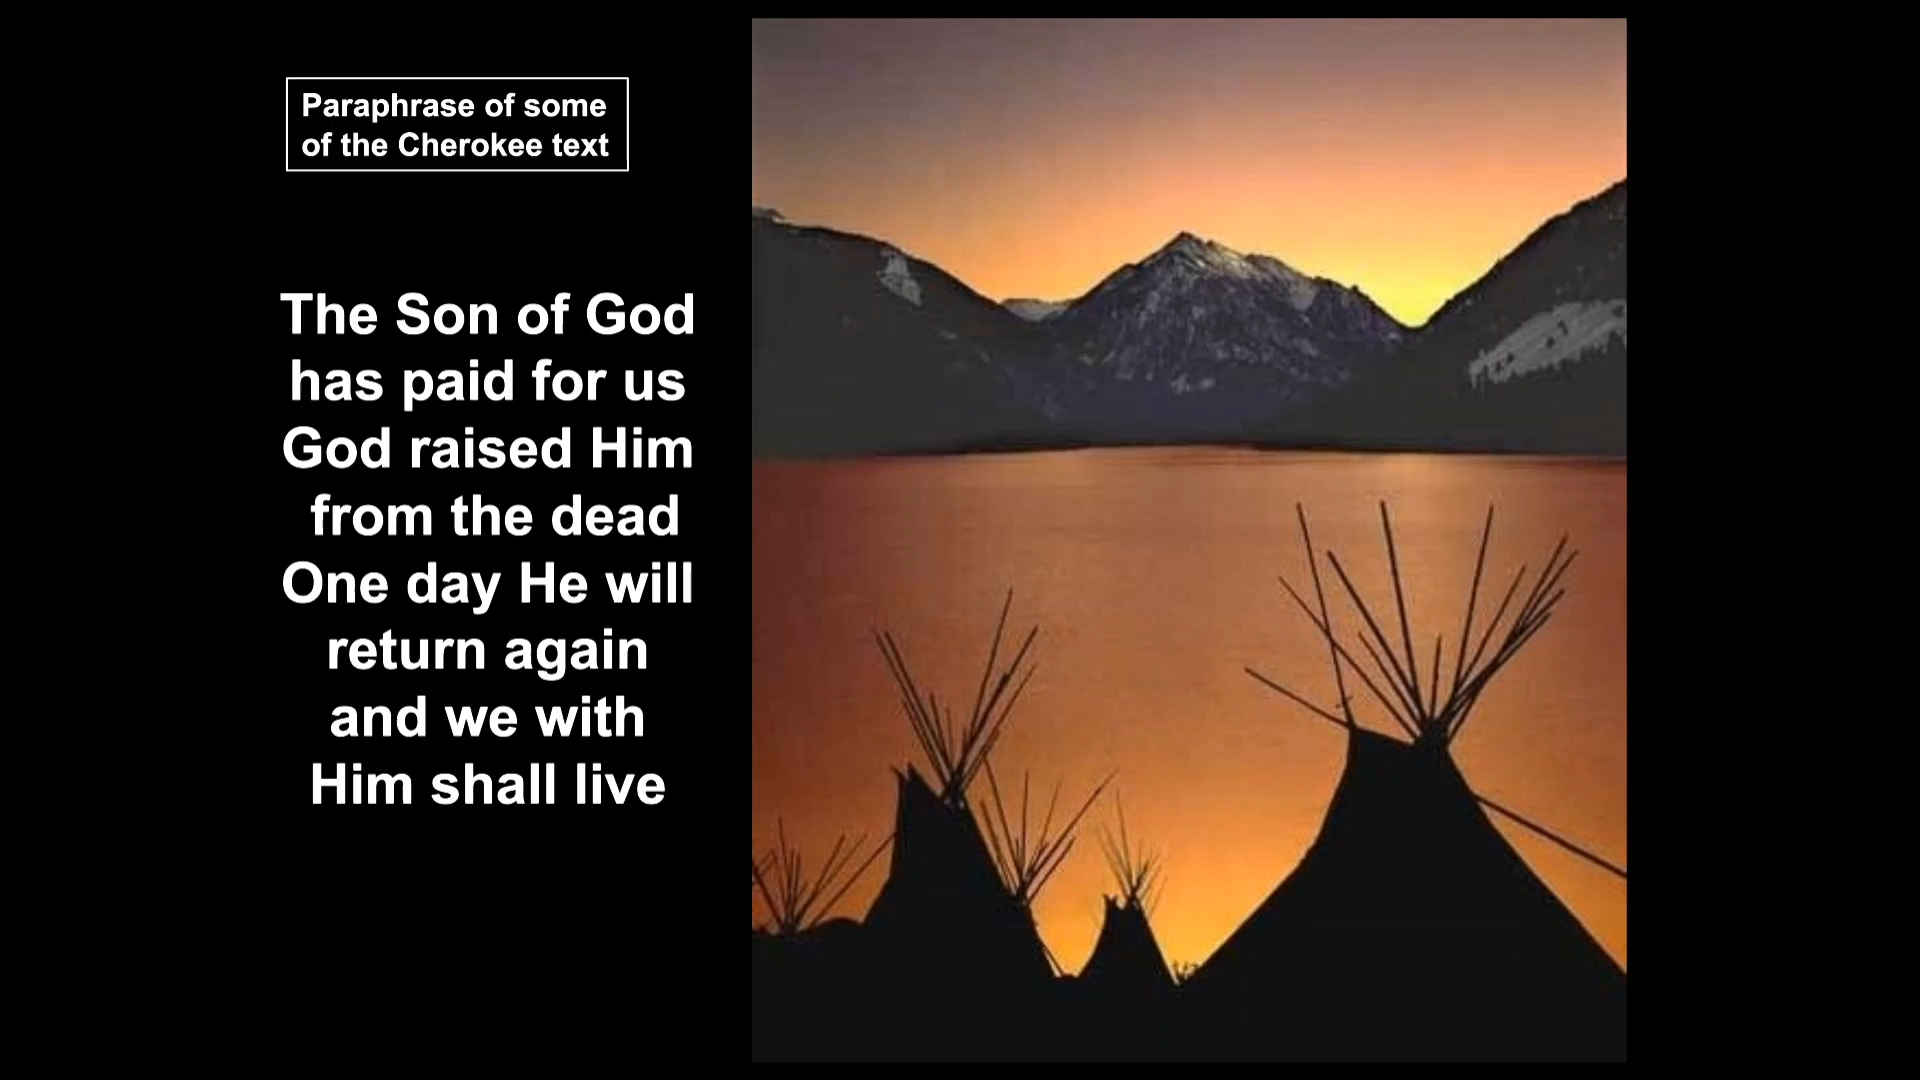 Paraphrase of some
of the Cherokee text
The Son of God
has paid for us
God raised Him
from the dead
One day He will
return again
and we with
Him shall live